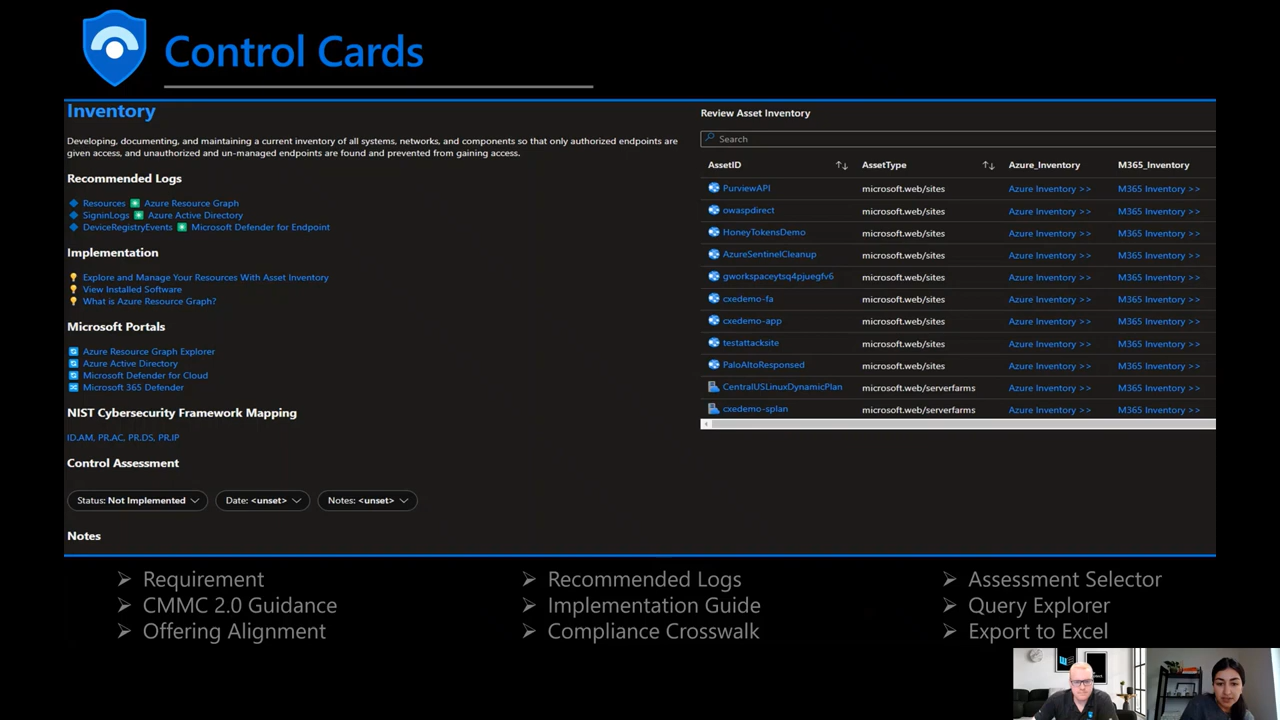 Control Cards
Inventory
Developing, documenting, and maintaining a current inventory of all systems, networks, and components so that only authorized endpoints are
given access, and unauthorized and un-managed endpoints are found and prevented from gaining access.
Recommended Logs
Resources Azure Resource Graph
SigninLogs Azure Active Directory
DeviceRegistryEvents Microsoft Defender for Endpoint
Implementation
Explore and Manage Your Resources With Asset Inventory
View Installed Software
What is Azure Resource Graph?
Microsoft Portals
Azure Resource Graph Explorer
Azure Active Directory
Microsoft Defender for Cloud
Microsoft 365 Defender
NIST Cybersecurity Framework Mapping
ID.AM, PR.AC, PR.DS, PR.IP
Control Assessment
Status: Not Implemented Date: <unset> Notes: <unset>
Notes
Review Asset Inventory
Search
AssetID AssetType Azure_Inventory M365_Inventory
PurviewAPI microsoft.web/sites Azure Inventory >> M365 Inventory >>
owaspdirect microsoft.web/sites Azure Inventory >> M365 Inventory >>
HoneyTokensDemo microsoft.web/sites Azure Inventory >> M365 Inventory >>
AzureSentinelCleanup microsoft.web/sites Azure Inventory >> M365 Inventory >>
gworkspaceytsq4pjuegfv6 microsoft.web/sites Azure Inventory >> M365 Inventory >>
cxedemo-fa microsoft.web/sites Azure Inventory >> M365 Inventory >>
cxedemo-app microsoft.web/sites Azure Inventory >> M365 Inventory >>
testattacksite microsoft.web/sites Azure Inventory >> M365 Inventory >>
PaloAltoResponsed microsoft.web/sites Azure Inventory >> M365 Inventory >>
CentralUSLinuxDynamicPlan microsoft.web/serverfarms Azure Inventory >> M365 Inventory >>
cxedemo-splan microsoft.web/serverfarms Azure Inventory >> M365 Inventory >>
Requirement
CMMC 2.0 Guidance
Offering Alignment
Recommended Logs
Implementation Guide
Compliance Crosswalk
Assessment Selector
Query Explorer
Export to Excel